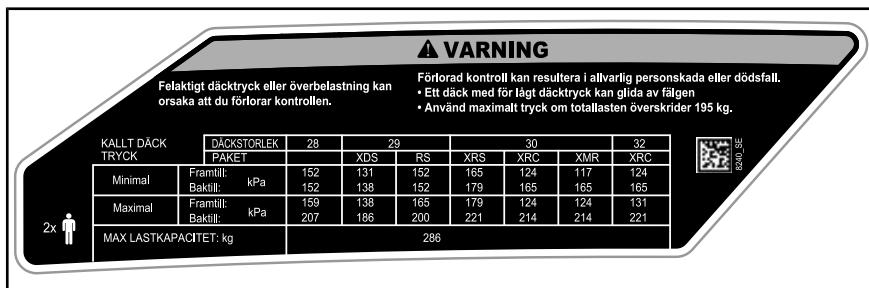 VARNING
Felaktigt däcktryck eller överbelastning kan
orsaka att du förlorar kontrollen.
Förlorad kontroll kan resultera i allvarlig personskada eller dödsfall.
• Ett däck med för lågt däcktryck kan glida av fälgen
• Använd maximalt tryck om totallasten överskrider 195 kg.
KALLT DÄCK TRYCK
DÄCKSTORLEK 28 29 30 32
PAKET XDS RS XRS XRC XMR XRC
Minimal Framtill: kPa 152 131 152 165 124 117 124
Baktill: 152 138 152 179 165 165 165
Maximal Framtill: kPa 159 138 165 179 124 124 131
Baktill: 207 186 200 221 214 214 221
MAX LASTKAPACITET: kg 286
2x
8240_SE